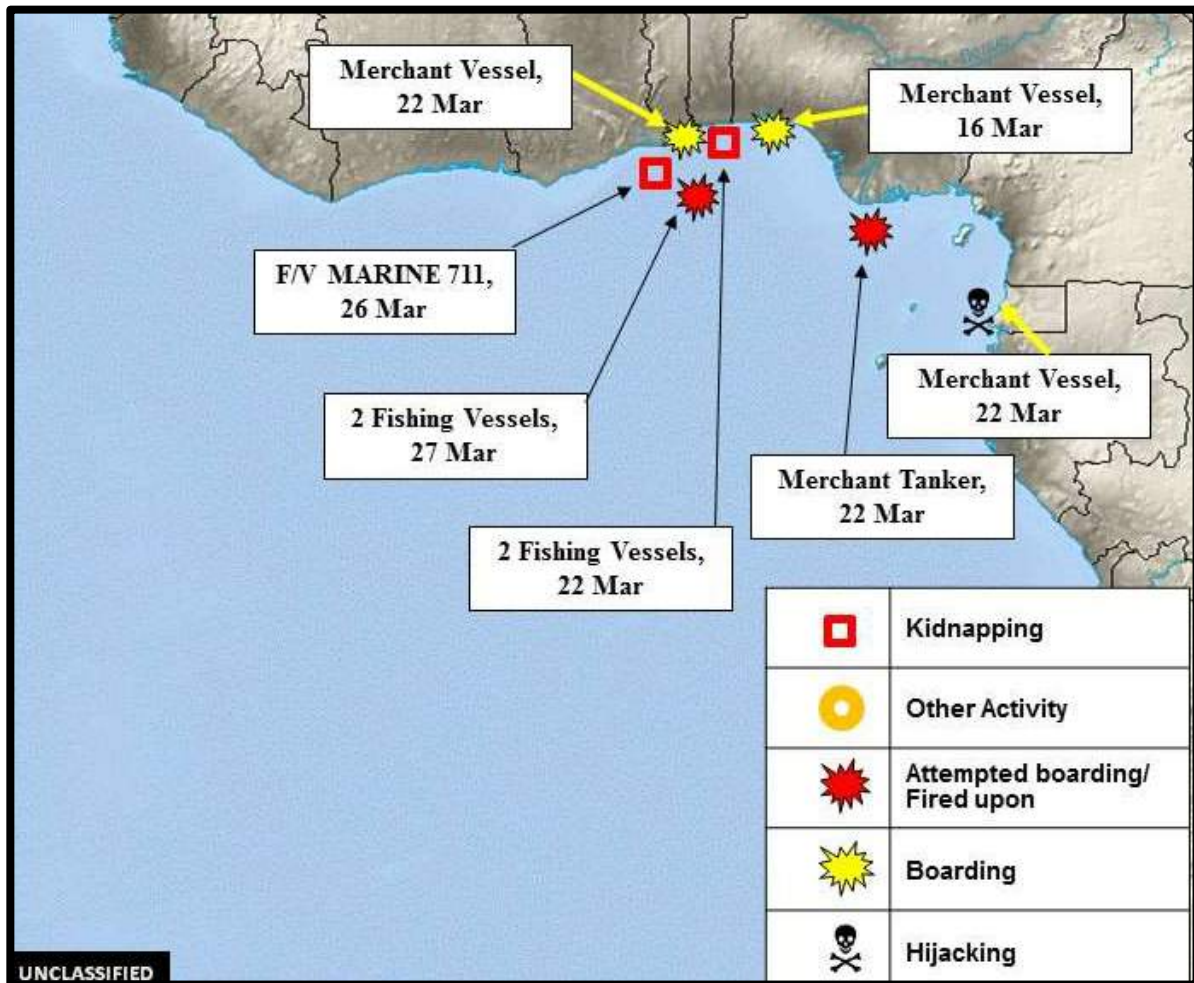 Merchant Vessel,
22 Mar
Merchant Vessel,
16 Mar
F/V MARINE 711,
26 Mar
2 Fishing Vessels,
27 Mar
Merchant Vessel,
22 Mar
Merchant Tanker,
22 Mar
2 Fishing Vessels,
22 Mar
Kidnapping
Other Activity
Attempted boarding/
Fired upon
Boarding
Hijacking
UNCLASSIFIED